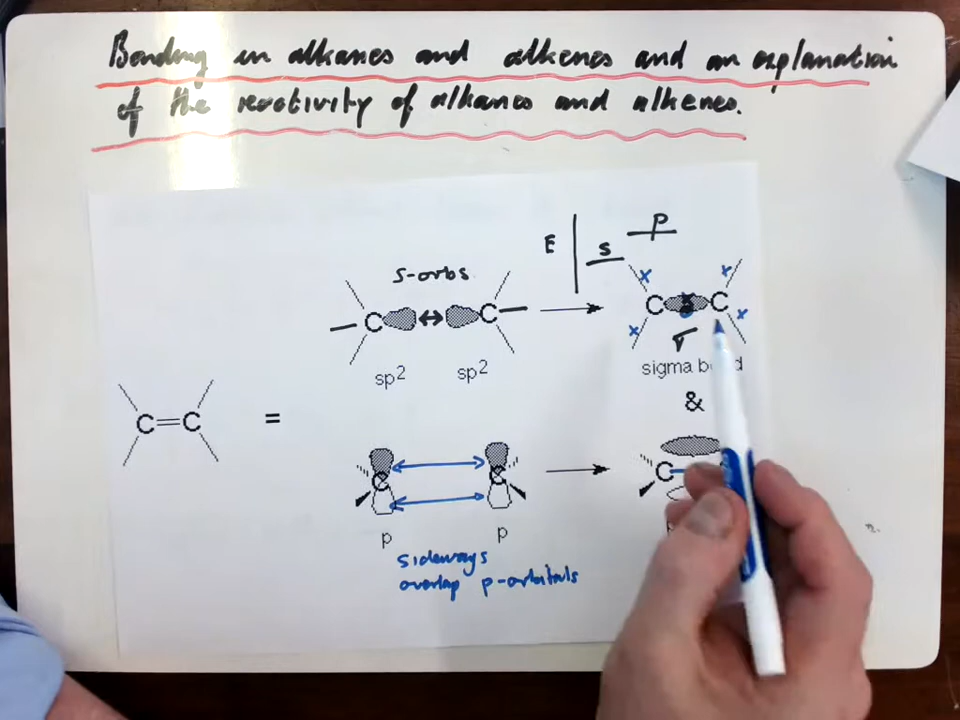 Bonding in alkanes and alkenes and an explanation
of the reactivity of alkanes and alkenes.
E
s
p
s-orbs
C
C
C
C
σ
sp2
sp2
sigma
&
C=C
=
C
C
C
p
p
sideways
overlap p-orbitals